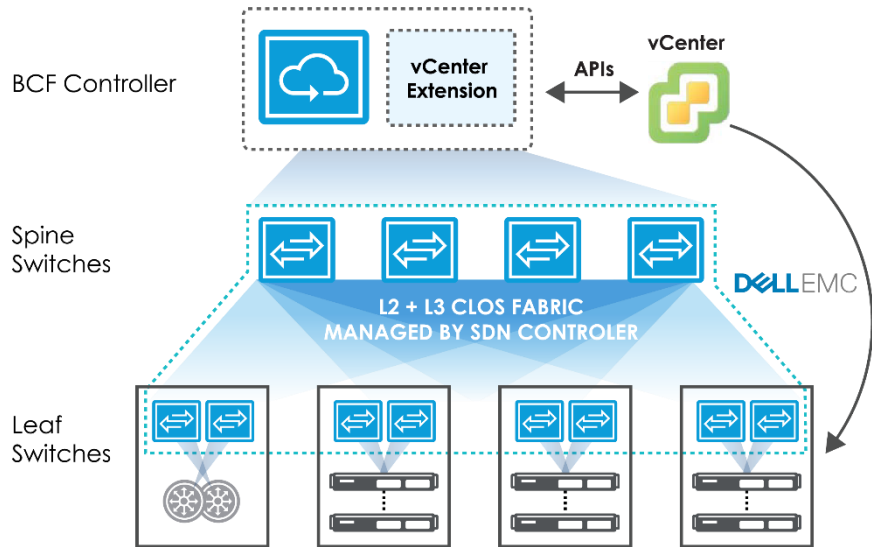 BCF Controller
vCenter
Extension
APIs
vCenter
Spine
Switches
DELLEMC
L2 + L3 CLOS FABRIC
MANAGED BY SDN CONTROLER
Leaf
Switches